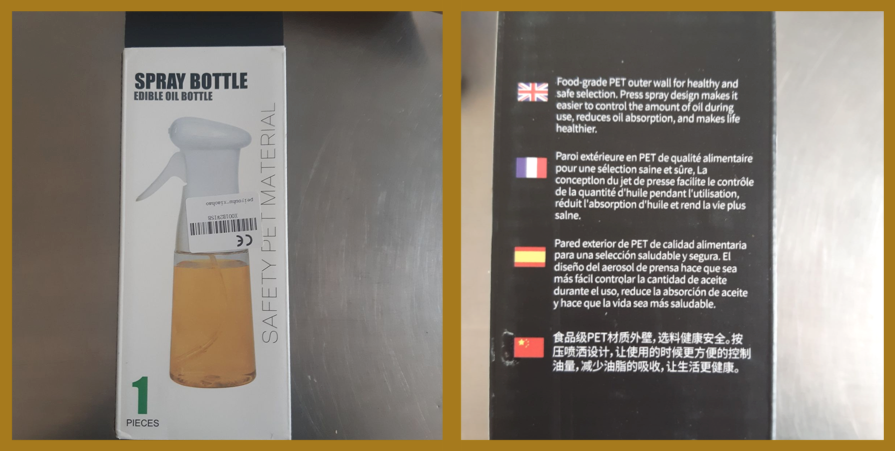 SPRAY BOTTLE
EDIBLE OIL BOTTLE
SAFETY PET MATERIAL
CE
1
PIECES
Food-grade PET outer wall for healthy and
safe selection. Press spray design makes it
easier to control the amount of oil during
use, reduces oil absorption, and makes life
healthier.
Paroi extérieure en PET de qualité alimentaire
pour une sélection saine et sûre, La
conception du jet de presse facilite le contrôle
de la quantité d'huile pendant l'utilisation,
réduit l'absorption d'huile et rend la vie plus
salne.
Pared exterior de PET de calidad alimentaria
para una selección saludable y segura. El
diseño del aerosol de prensa hace que sea
más fácil controlar la cantidad de aceite
durante el uso, reduce la absorción de aceite
y hace que la vida sea más saludable.
食品级PET材质外壁，选料健康安全。按
压喷洒设计，让使用的时候更方便的控制
油量，减少油脂的吸收，让生活更健康。